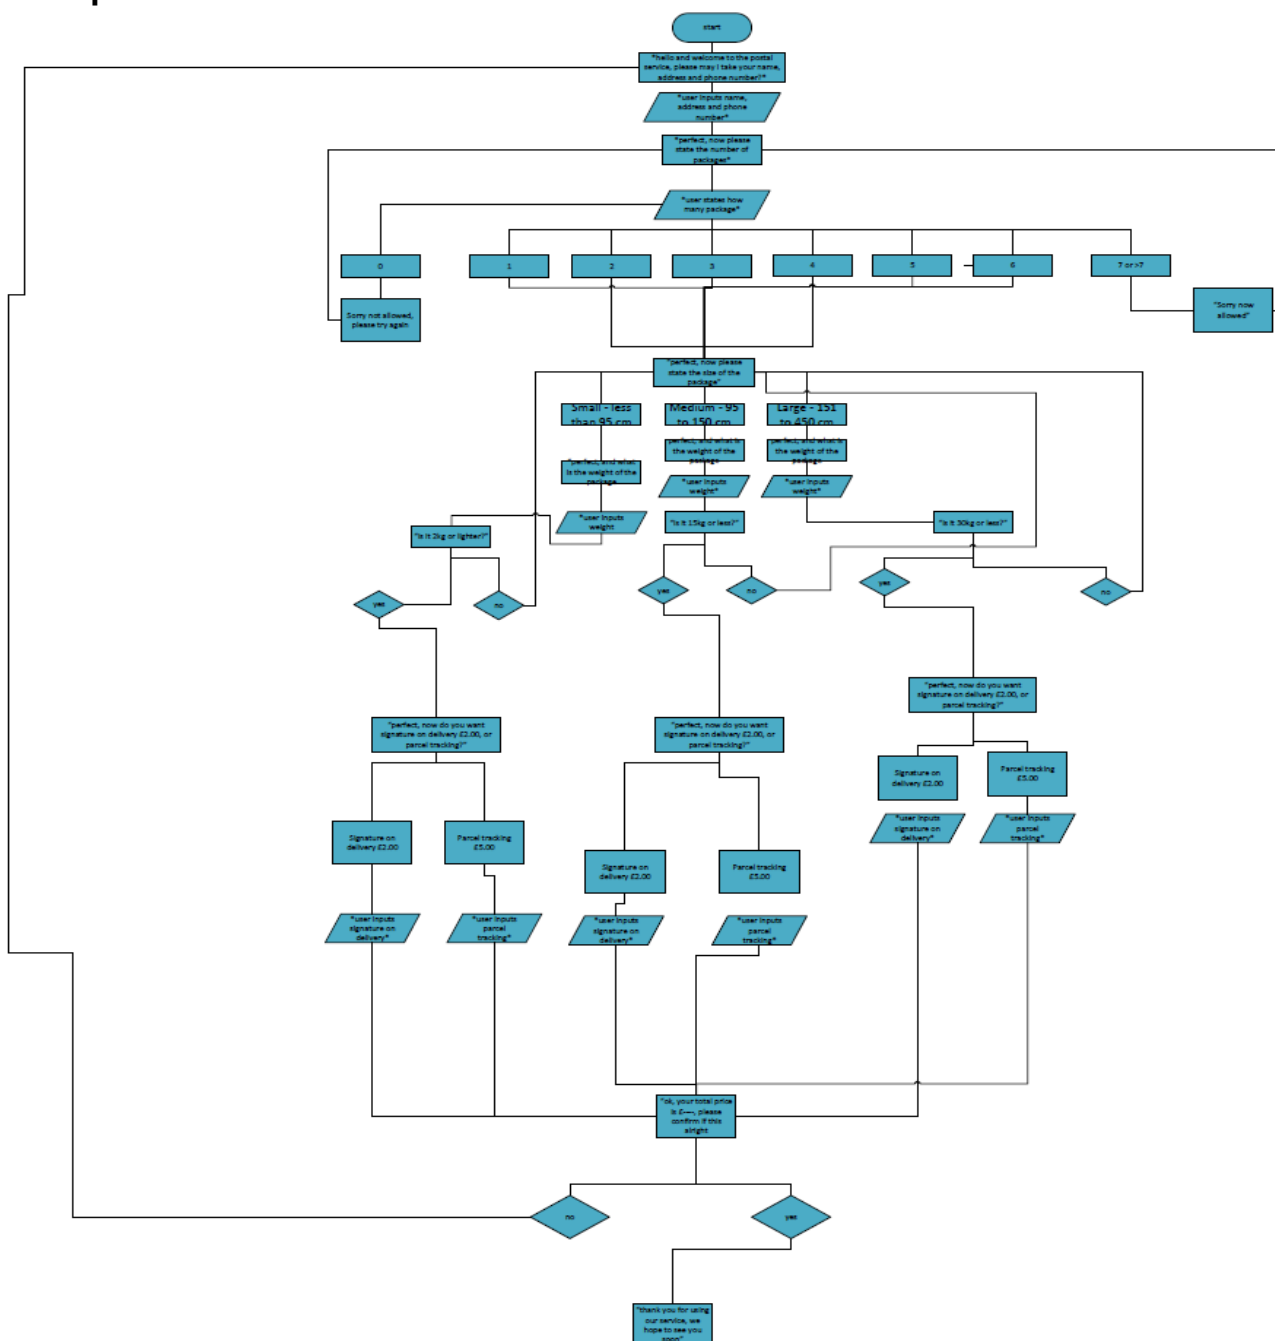 start
"hello and welcome to the postal
service, please may I take your name,
address and phone number?"
"user inputs name,
address and phone
number"
"perfect, now please
state the number of
packages"
"user states how
many package"
0
1
2
3
4
5
6
7 or >7
Sorry not allowed,
please try again
"Sorry now
allowed"
"perfect, now please
state the size of the
package"
Small - less
than 95 cm
Medium - 95
to 150 cm
Large - 151
to 450 cm
"perfect, and what
is the weight of the
package
perfect, and what is
the weight of the
package
perfect, and what is
the weight of the
package
"user inputs
weight
"user inputs
weight"
"user inputs
weight"
"Is it 2kg or lighter?"
"Is it 15kg or less?"
"Is it 30kg or less?"
yes
no
yes
no
yes
no
"perfect, now do you want
signature on delivery £2.00, or
parcel tracking?"
"perfect, now do you want
signature on delivery £2.00, or
parcel tracking?"
"perfect, now do you want
signature on delivery £2.00, or
parcel tracking?"
Signature on
delivery £2.00
Parcel tracking
£5.00
Signature on
delivery £2.00
Parcel tracking
£5.00
Signature on
delivery £2.00
Parcel tracking
£5.00
"user inputs
signature on
delivery"
"user inputs
parcel
tracking"
"user inputs
signature on
delivery"
"user inputs
parcel
tracking"
"user inputs
signature on
delivery"
"user inputs
parcel
tracking"
"ok, your total price
is £----, please
confirm if this
alright
no
yes
"thank you for using
our service, we
hope to see you
soon"